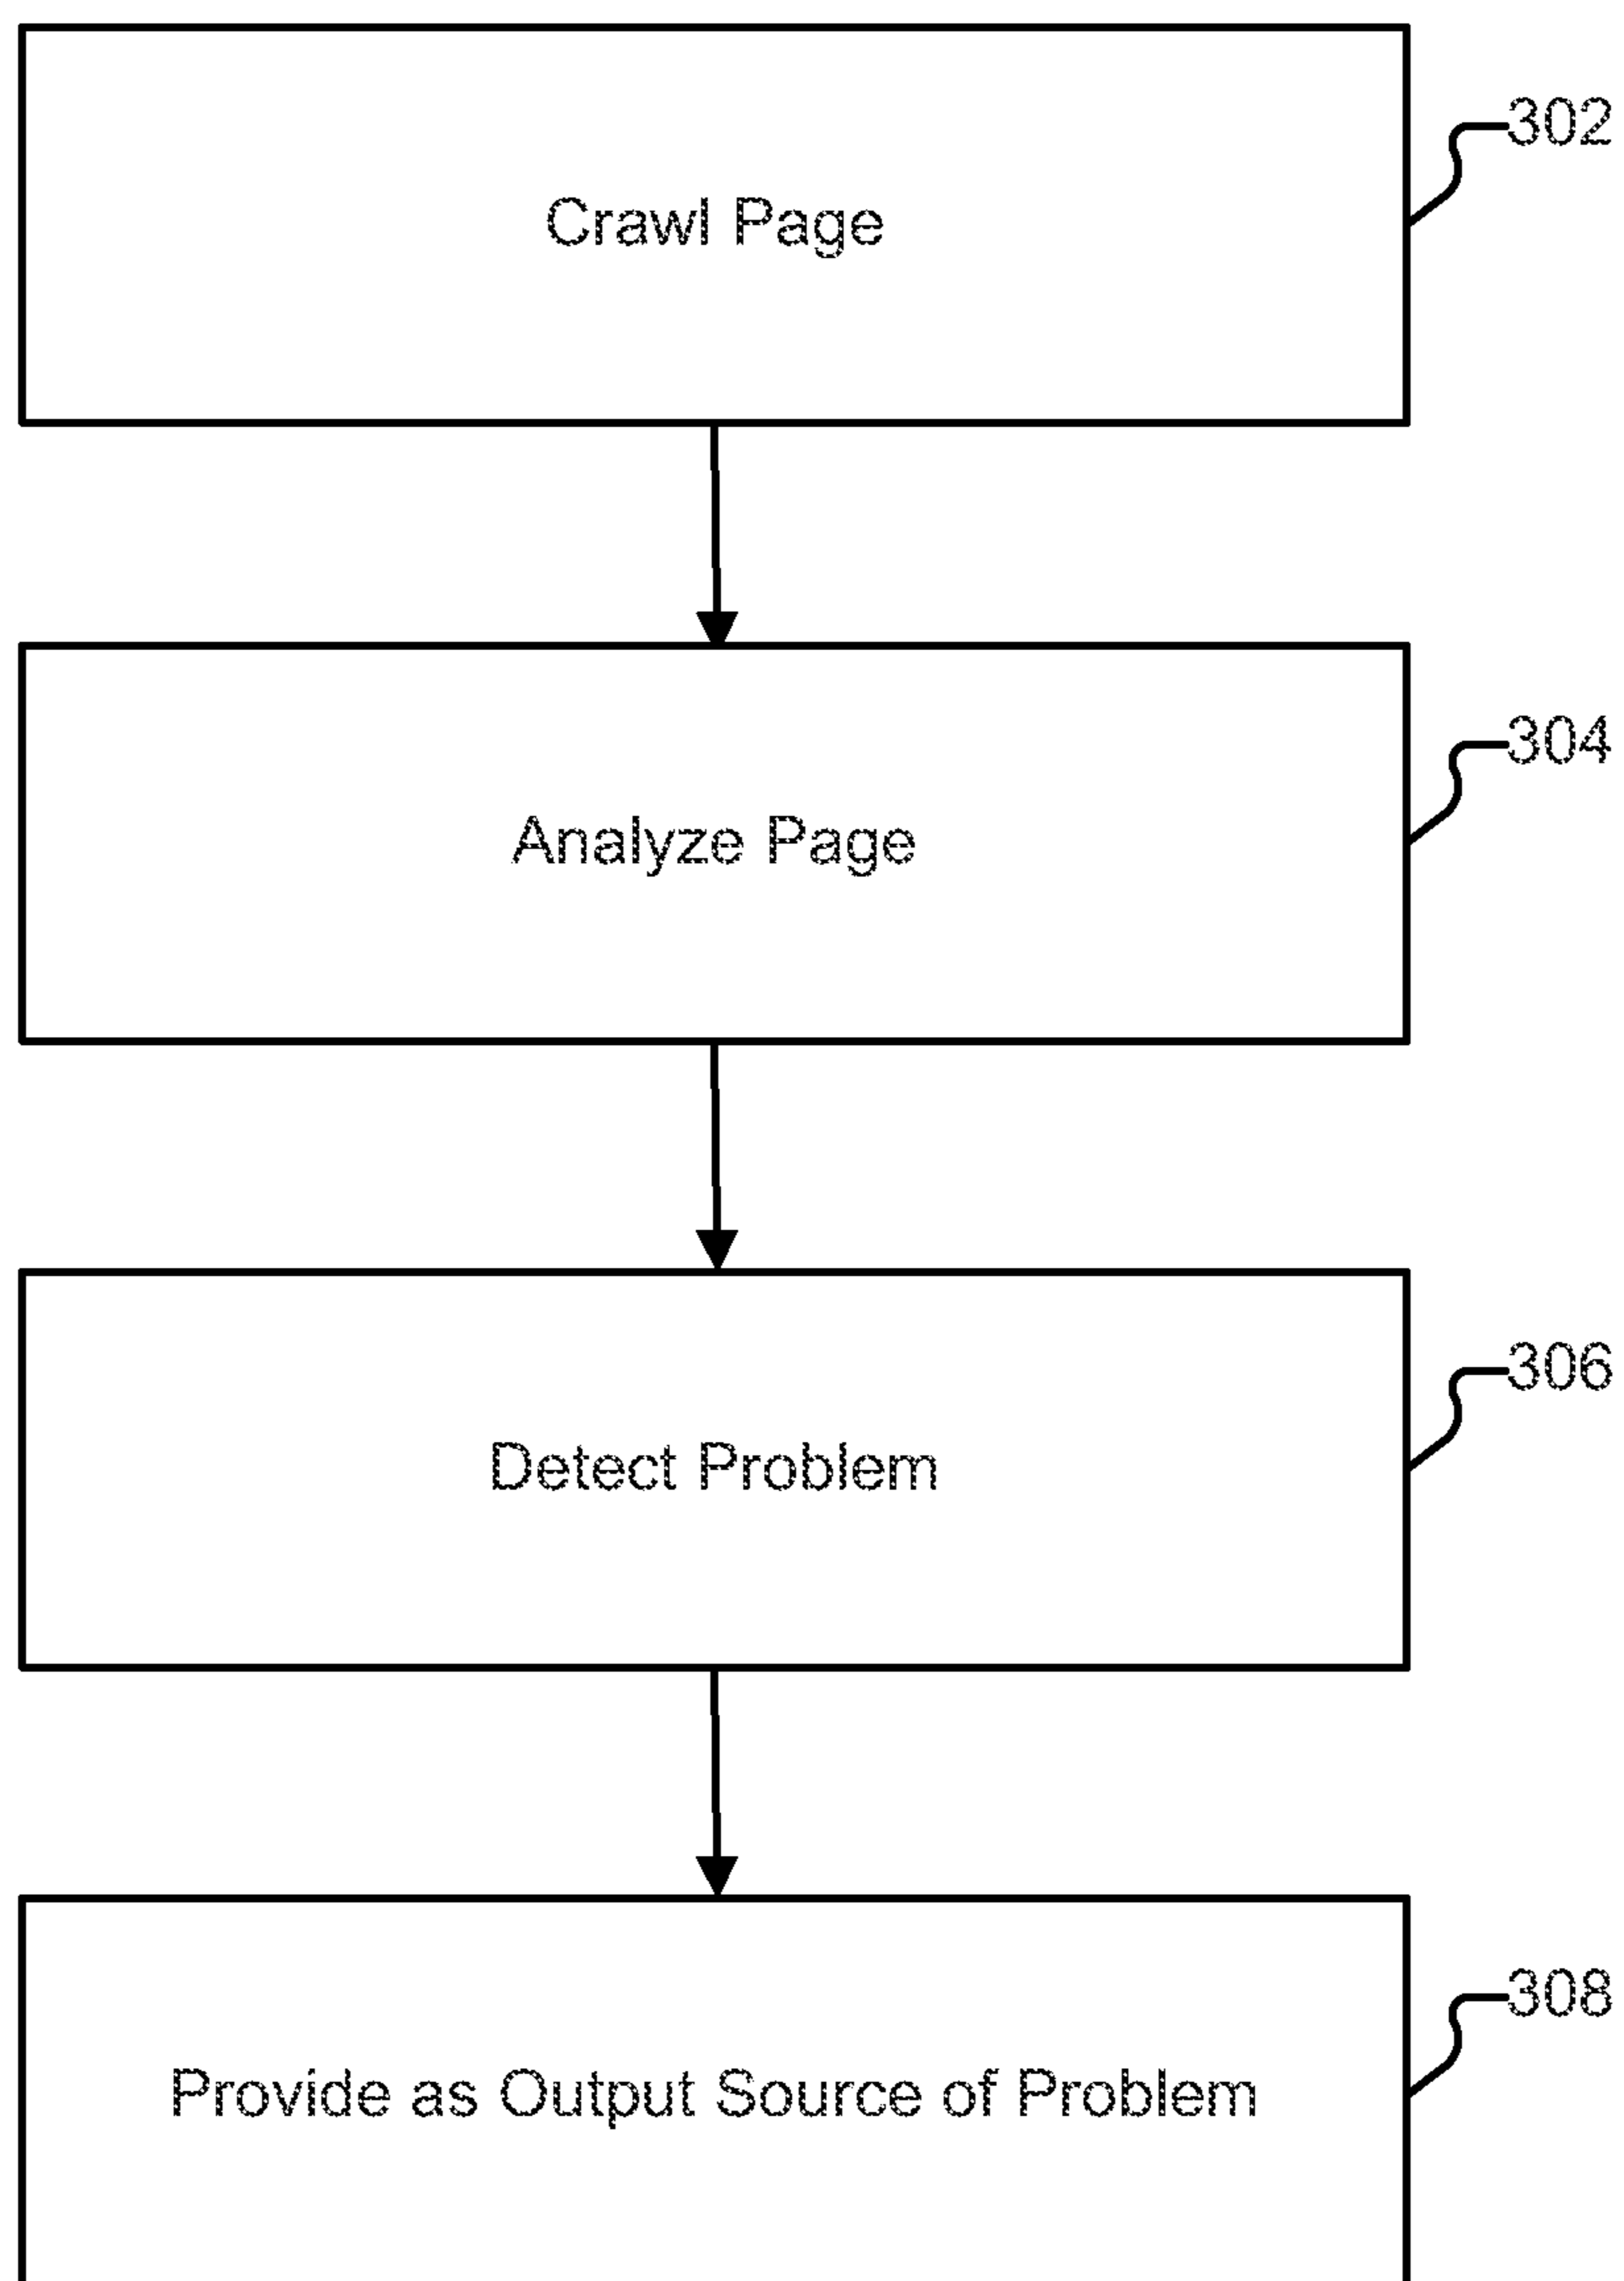 302
Crawl Page
304
Analyze Page
306
Detect Problem
308
Provide as Output Source of Problem